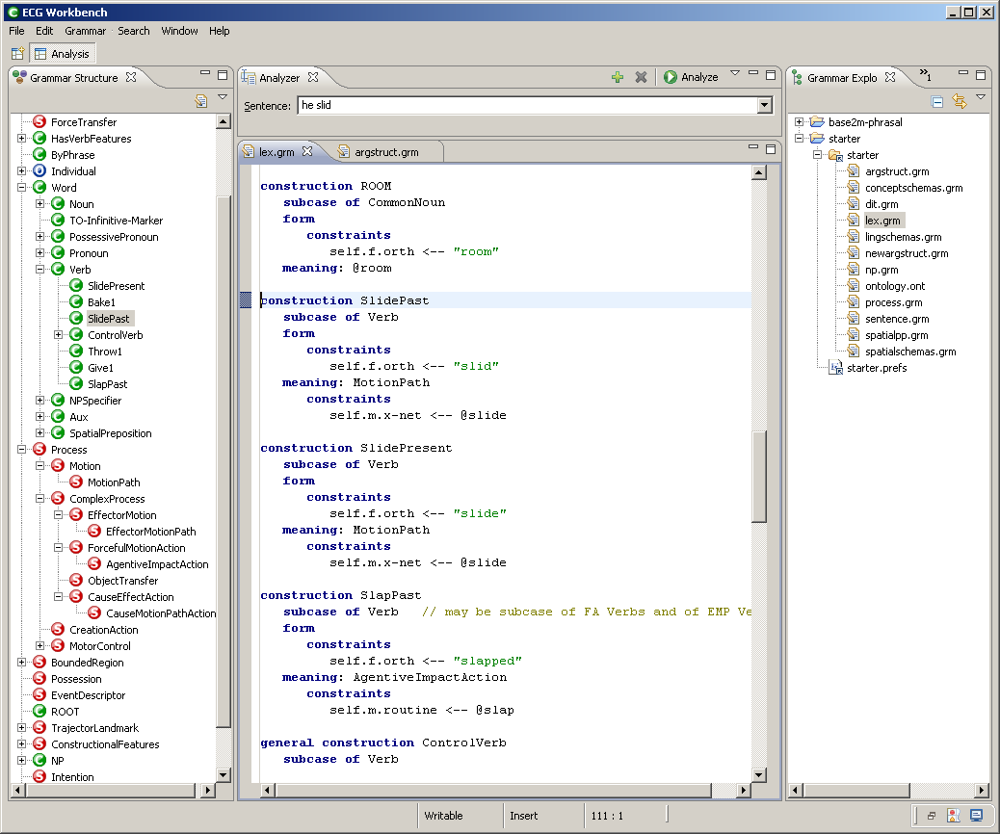 ECG Workbench
File Edit Grammar Search Window Help
Analysis
Grammar Structure
ForceTransfer
HasVerbFeatures
ByPhrase
Individual
Word
Noun
TO-Infinitive-Marker
PossessivePronoun
Pronoun
Verb
SlidePresent
Bake1
SlidePast
ControlVerb
Throw1
Give1
SlapPast
NPSpecifier
Aux
SpatialPreposition
Process
Motion
MotionPath
ComplexProcess
EffectorMotion
EffectorMotionPath
ForcefulMotionAction
AgentiveImpactAction
ObjectTransfer
CauseEffectAction
CauseMotionPathAction
CreationAction
MotorControl
BoundedRegion
Possession
EventDescriptor
ROOT
TrajectorLandmark
ConstructionalFeatures
NP
Intention
Analyzer
Analyze
Sentence: he slid
lex.grm argstruct.grm
construction ROOM
subcase of CommonNoun
form
constraints
self.f.orth <-- "room"
meaning: @room
construction SlidePast
subcase of Verb
form
constraints
self.f.orth <-- "slid"
meaning: MotionPath
constraints
self.m.x-net <-- @slide
construction SlidePresent
subcase of Verb
form
constraints
self.f.orth <-- "slide"
meaning: MotionPath
constraints
self.m.x-net <-- @slide
construction SlapPast
subcase of Verb // may be subcase of FA Verbs and of EMP Ve
form
constraints
self.f.orth <-- "slapped"
meaning: AgentiveImpactAction
constraints
self.m.routine <-- @slap
general construction ControlVerb
subcase of Verb
Grammar Explo
»1
base2m-phrasal
starter
starter
argstruct.grm
conceptschemas.grm
dit.grm
lex.grm
lingschemas.grm
newargstruct.grm
np.grm
ontology.ont
process.grm
sentence.grm
spatialpp.grm
spatialschemas.grm
starter.prefs
Writable Insert 111 : 1